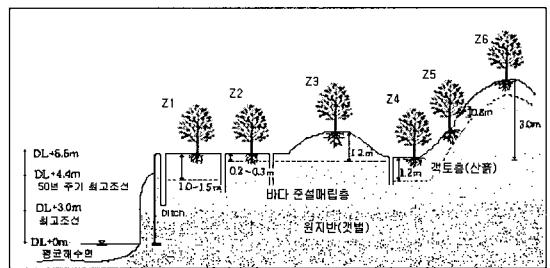 Z6
Z5
Z3
Z1
Z2
Z4
0.8m
3.0m
DL+5.5m
DL+4.4m
50년 주기 최고조선
DL+3.0m
최고조선
DL+0m
평균해수면
1.0~1.5m
0.2~0.3m
1.2m
1.2m
객토층(산흙)
Ditch
바다 준설매립층
원지반(갯벌)